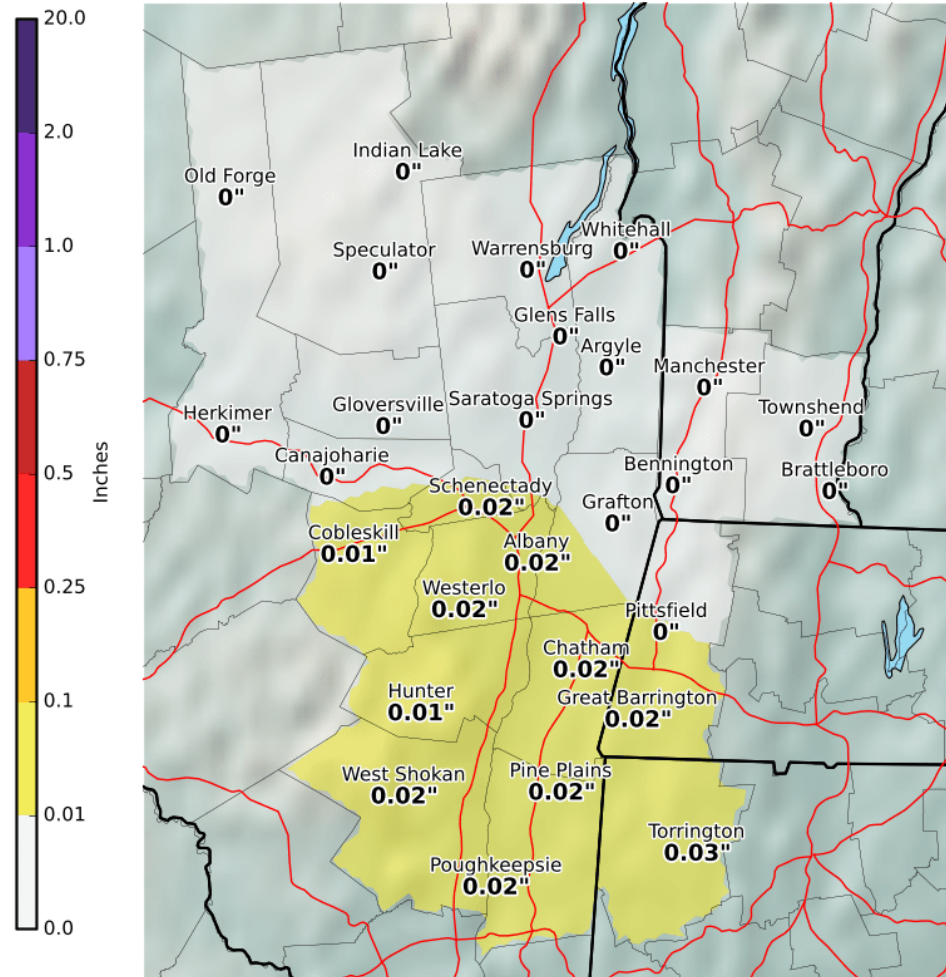 20.0
2.0
1.0
0.75
0.5
0.25
0.1
0.01
0.0
Inches
Indian Lake
0"
Old Forge
0"
Whitehall
0"
Speculator
0"
Warrensburg
0"
Glens Falls
0"
Argyle
0"
Manchester
0"
Gloversville
0"
Saratoga Springs
0"
Townshend
0"
Herkimer
0"
Canajoharie
0"
Bennington
0"
Brattleboro
0"
Schenectady
0.02"
Grafton
0"
Cobleskill
0.01"
Albany
0.02"
Westerlo
0.02"
Pittsfield
0"
Chatham
0.02"
Hunter
0.01"
Great Barrington
0.02"
West Shokan
0.02"
Pine Plains
0.02"
Torrington
0.03"
Poughkeepsie
0.02"